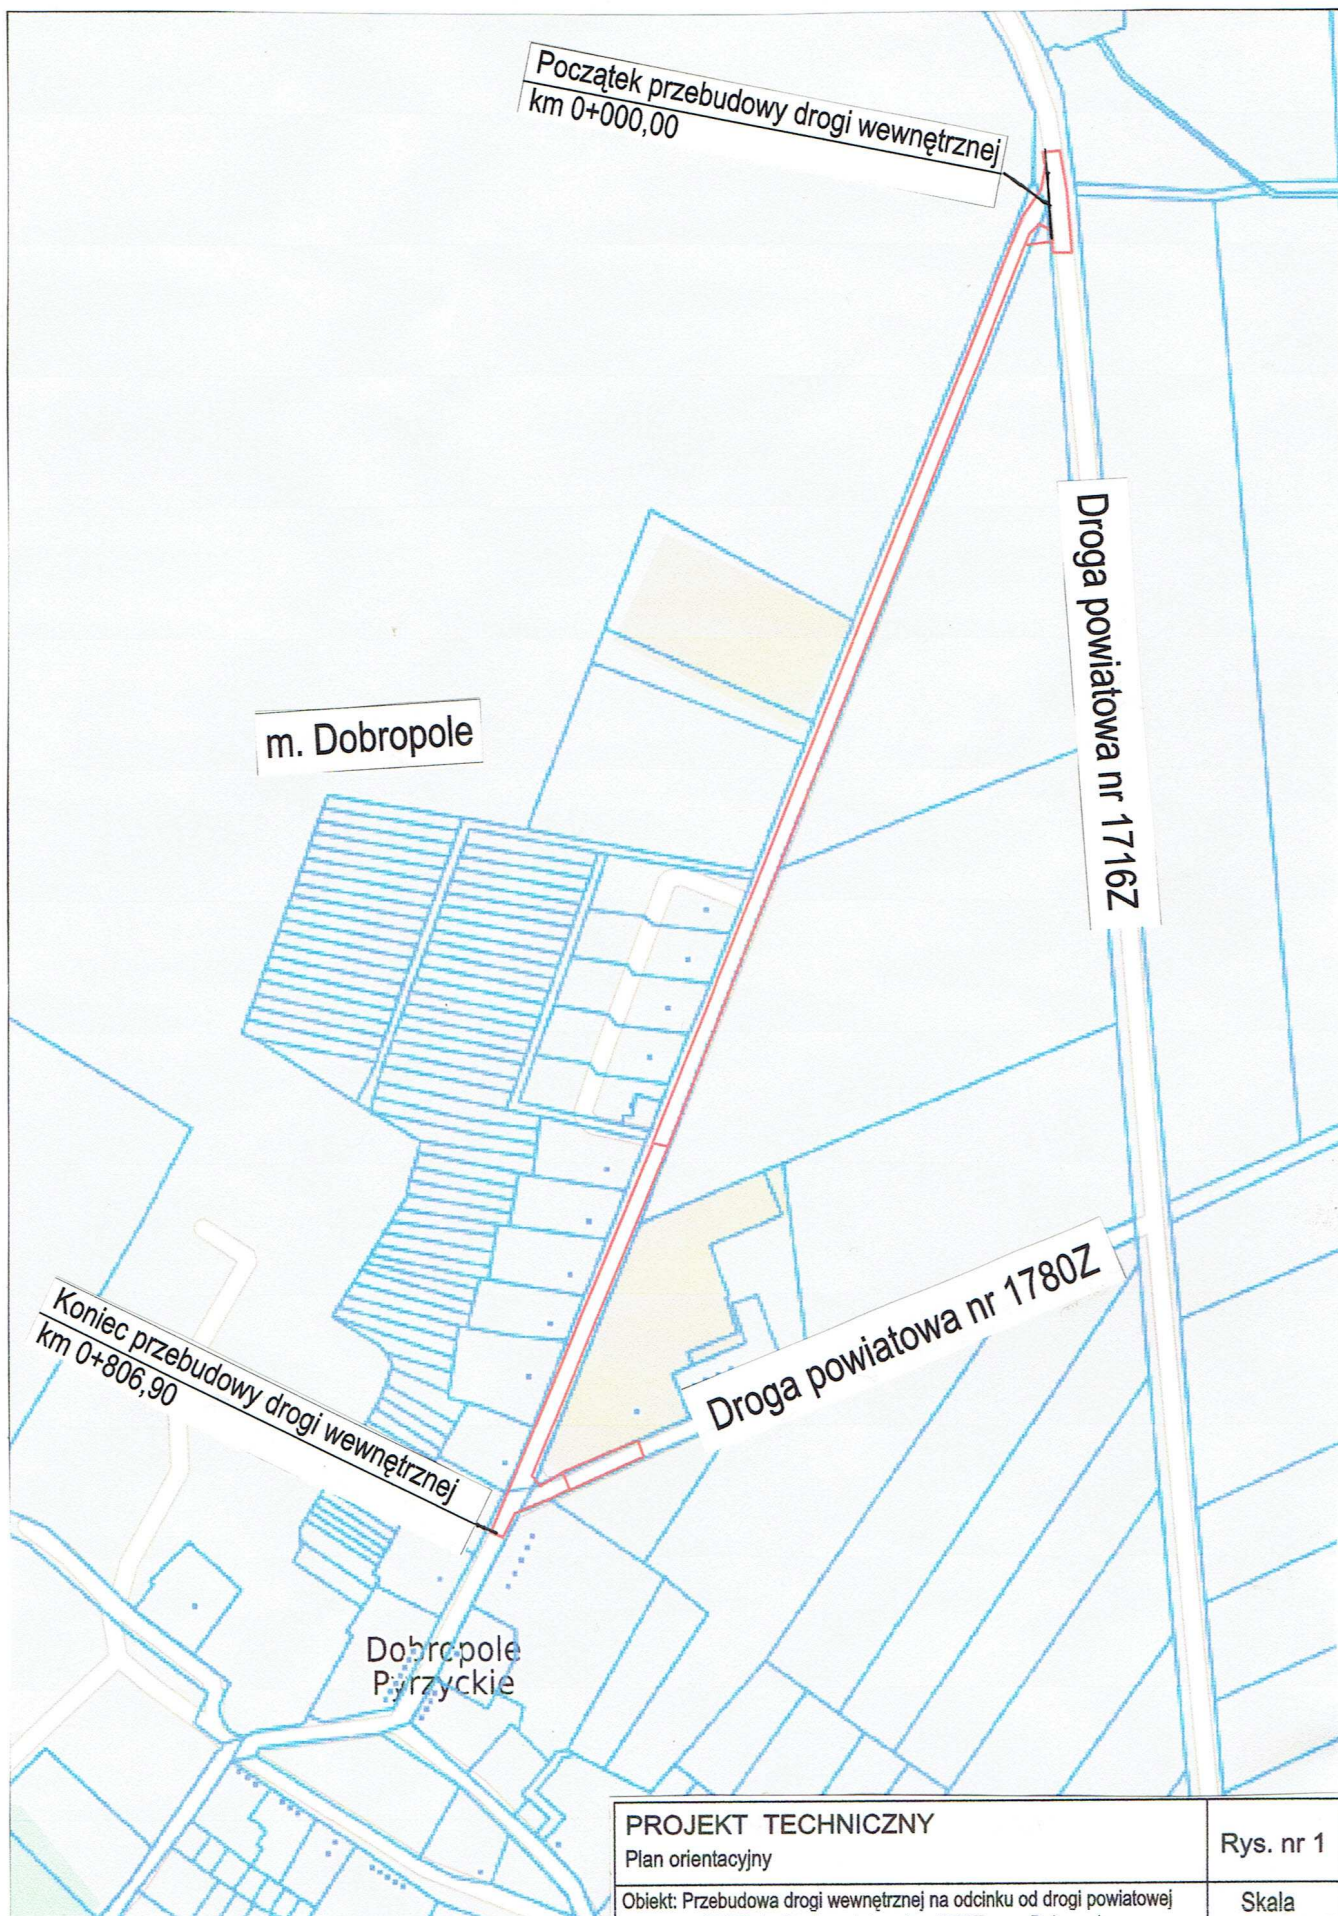 Początek przebudowy drogi wewnętrznej
km 0+000,00
Droga powiatowa nr 1716Z
m. Dobropole
Droga powiatowa nr 1780Z
Koniec przebudowy drogi wewnętrznej
km 0+806,90
Dobropole
Pyrzyckie
PROJEKT TECHNICZNY
Plan orientacyjny
Rys. nr 1
Obiekt: Przebudowa drogi wewnętrznej na odcinku od drogi powiatowej
Skala